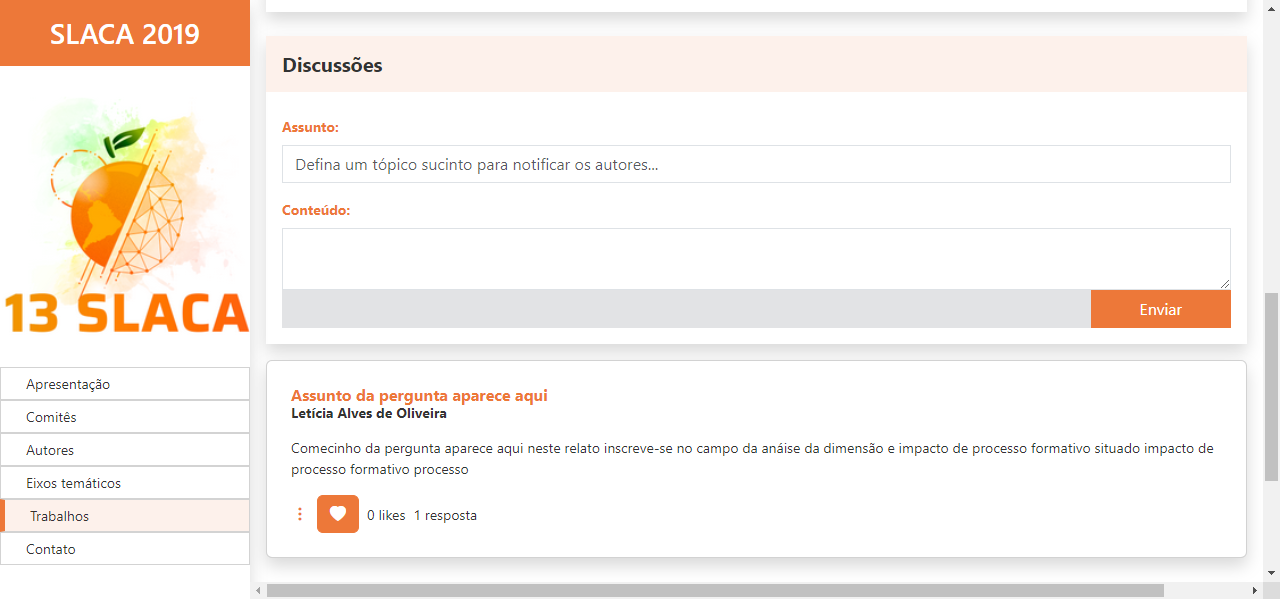 SLACA 2019
13 SLACA
Apresentação
Comitês
Autores
Eixos temáticos
Trabalhos
Contato
Discussões
Assunto:
Defina um tópico sucinto para notificar os autores...
Conteúdo:
Enviar
Assunto da pergunta aparece aqui
Letícia Alves de Oliveira
Comecinho da pergunta aparece aqui neste relato inscreve-se no campo da anáise da dimensão e impacto de processo formativo situado impacto de
processo formativo processo
0 likes 1 resposta